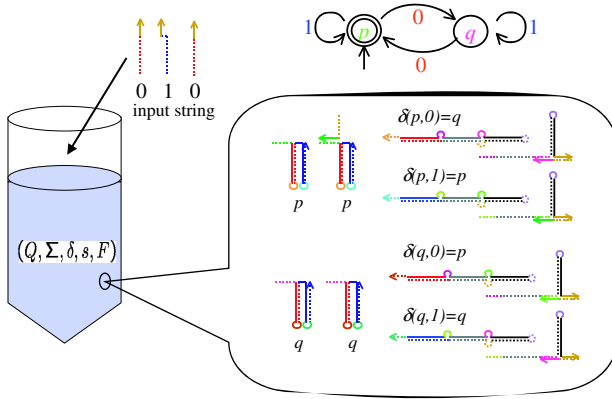 0
1 p q 1
0
0 1 0
input string
δ(p,0)=q
δ(p,1)=p
p p
(Q, Σ, δ, s, F)
δ(q,0)=p
δ(q,1)=q
q q